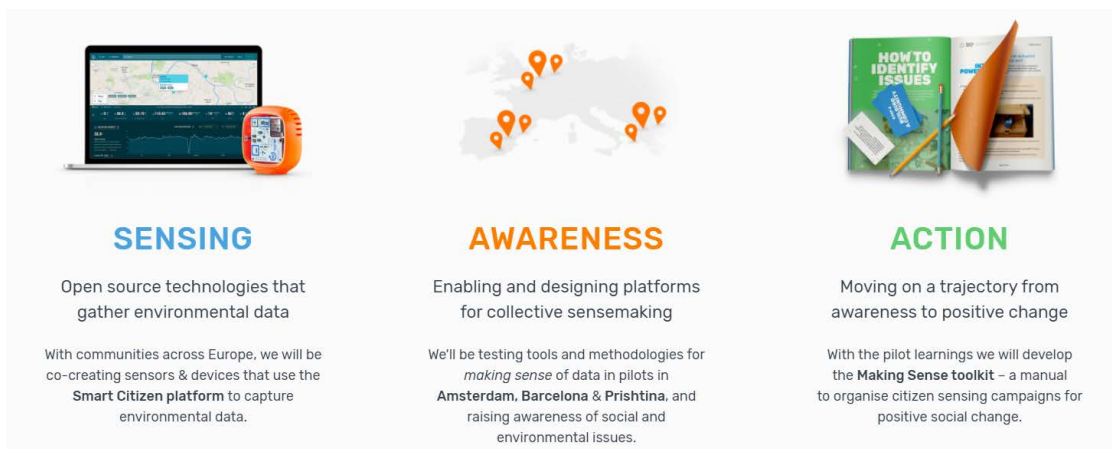 HOW TO
IDENTIFY
ISSUES
SENSING
Open source technologies that
gather environmental data
With communities across Europe, we will be
co-creating sensors & devices that use the
Smart Citizen platform to capture
environmental data.
AWARENESS
Enabling and designing platforms
for collective sensemaking
We'll be testing tools and methodologies for
making sense of data in pilots in
Amsterdam, Barcelona & Prishtina, and
raising awareness of social and
environmental issues.
ACTION
Moving on a trajectory from
awareness to positive change
With the pilot learnings we will develop
the Making Sense toolkit – a manual
to organise citizen sensing campaigns for
positive social change.